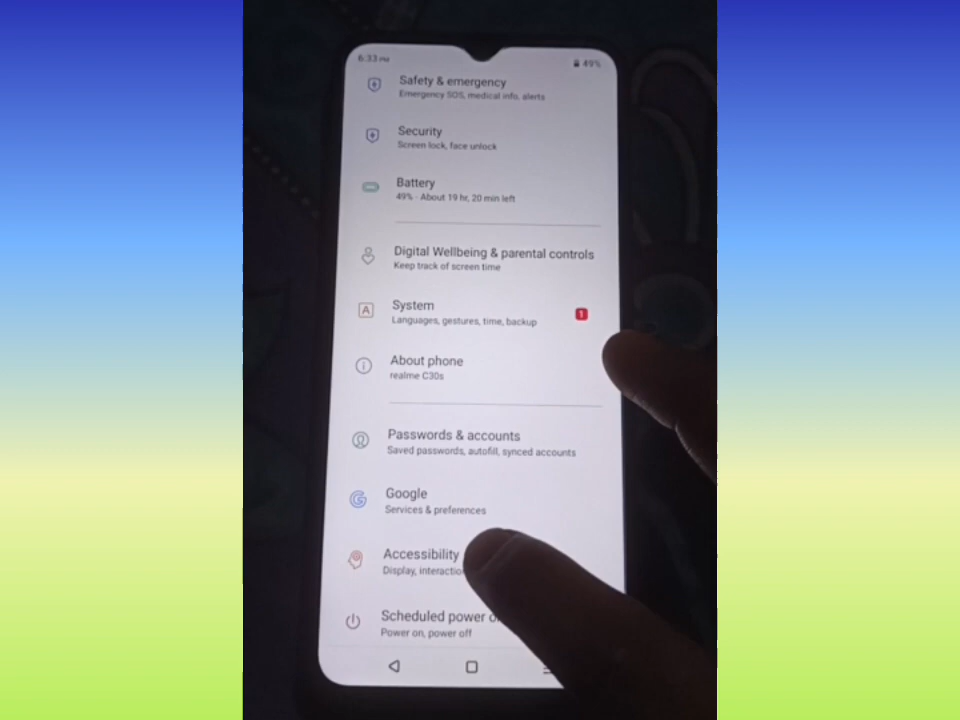 6:33 PM
49%
Safety & emergency
Emergency SOS, medical info, alerts
Security
Screen lock, face unlock
Battery
49% - About 19 hr, 20 min left
Digital Wellbeing & parental controls
Keep track of screen time
System
Languages, gestures, time, backup
1
About phone
realme C30s
Passwords & accounts
Saved passwords, autofill, synced accounts
Google
Services & preferences
Accessibility
Display,
Scheduled power
Power on, power off